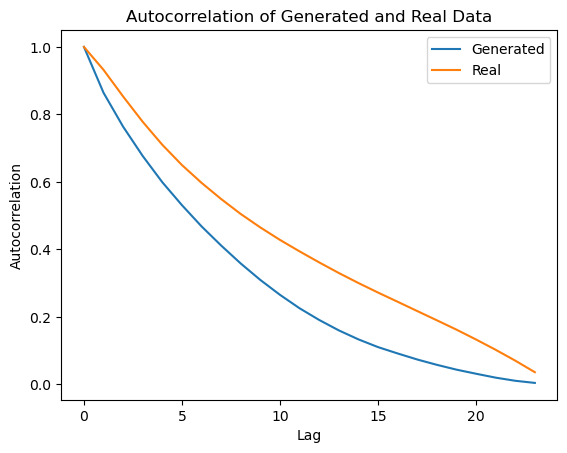 Autocorrelation of Generated and Real Data
Generated
Real
1.0
0.8
0.6
0.4
0.2
0.0
Autocorrelation
0
5
10
15
20
Lag